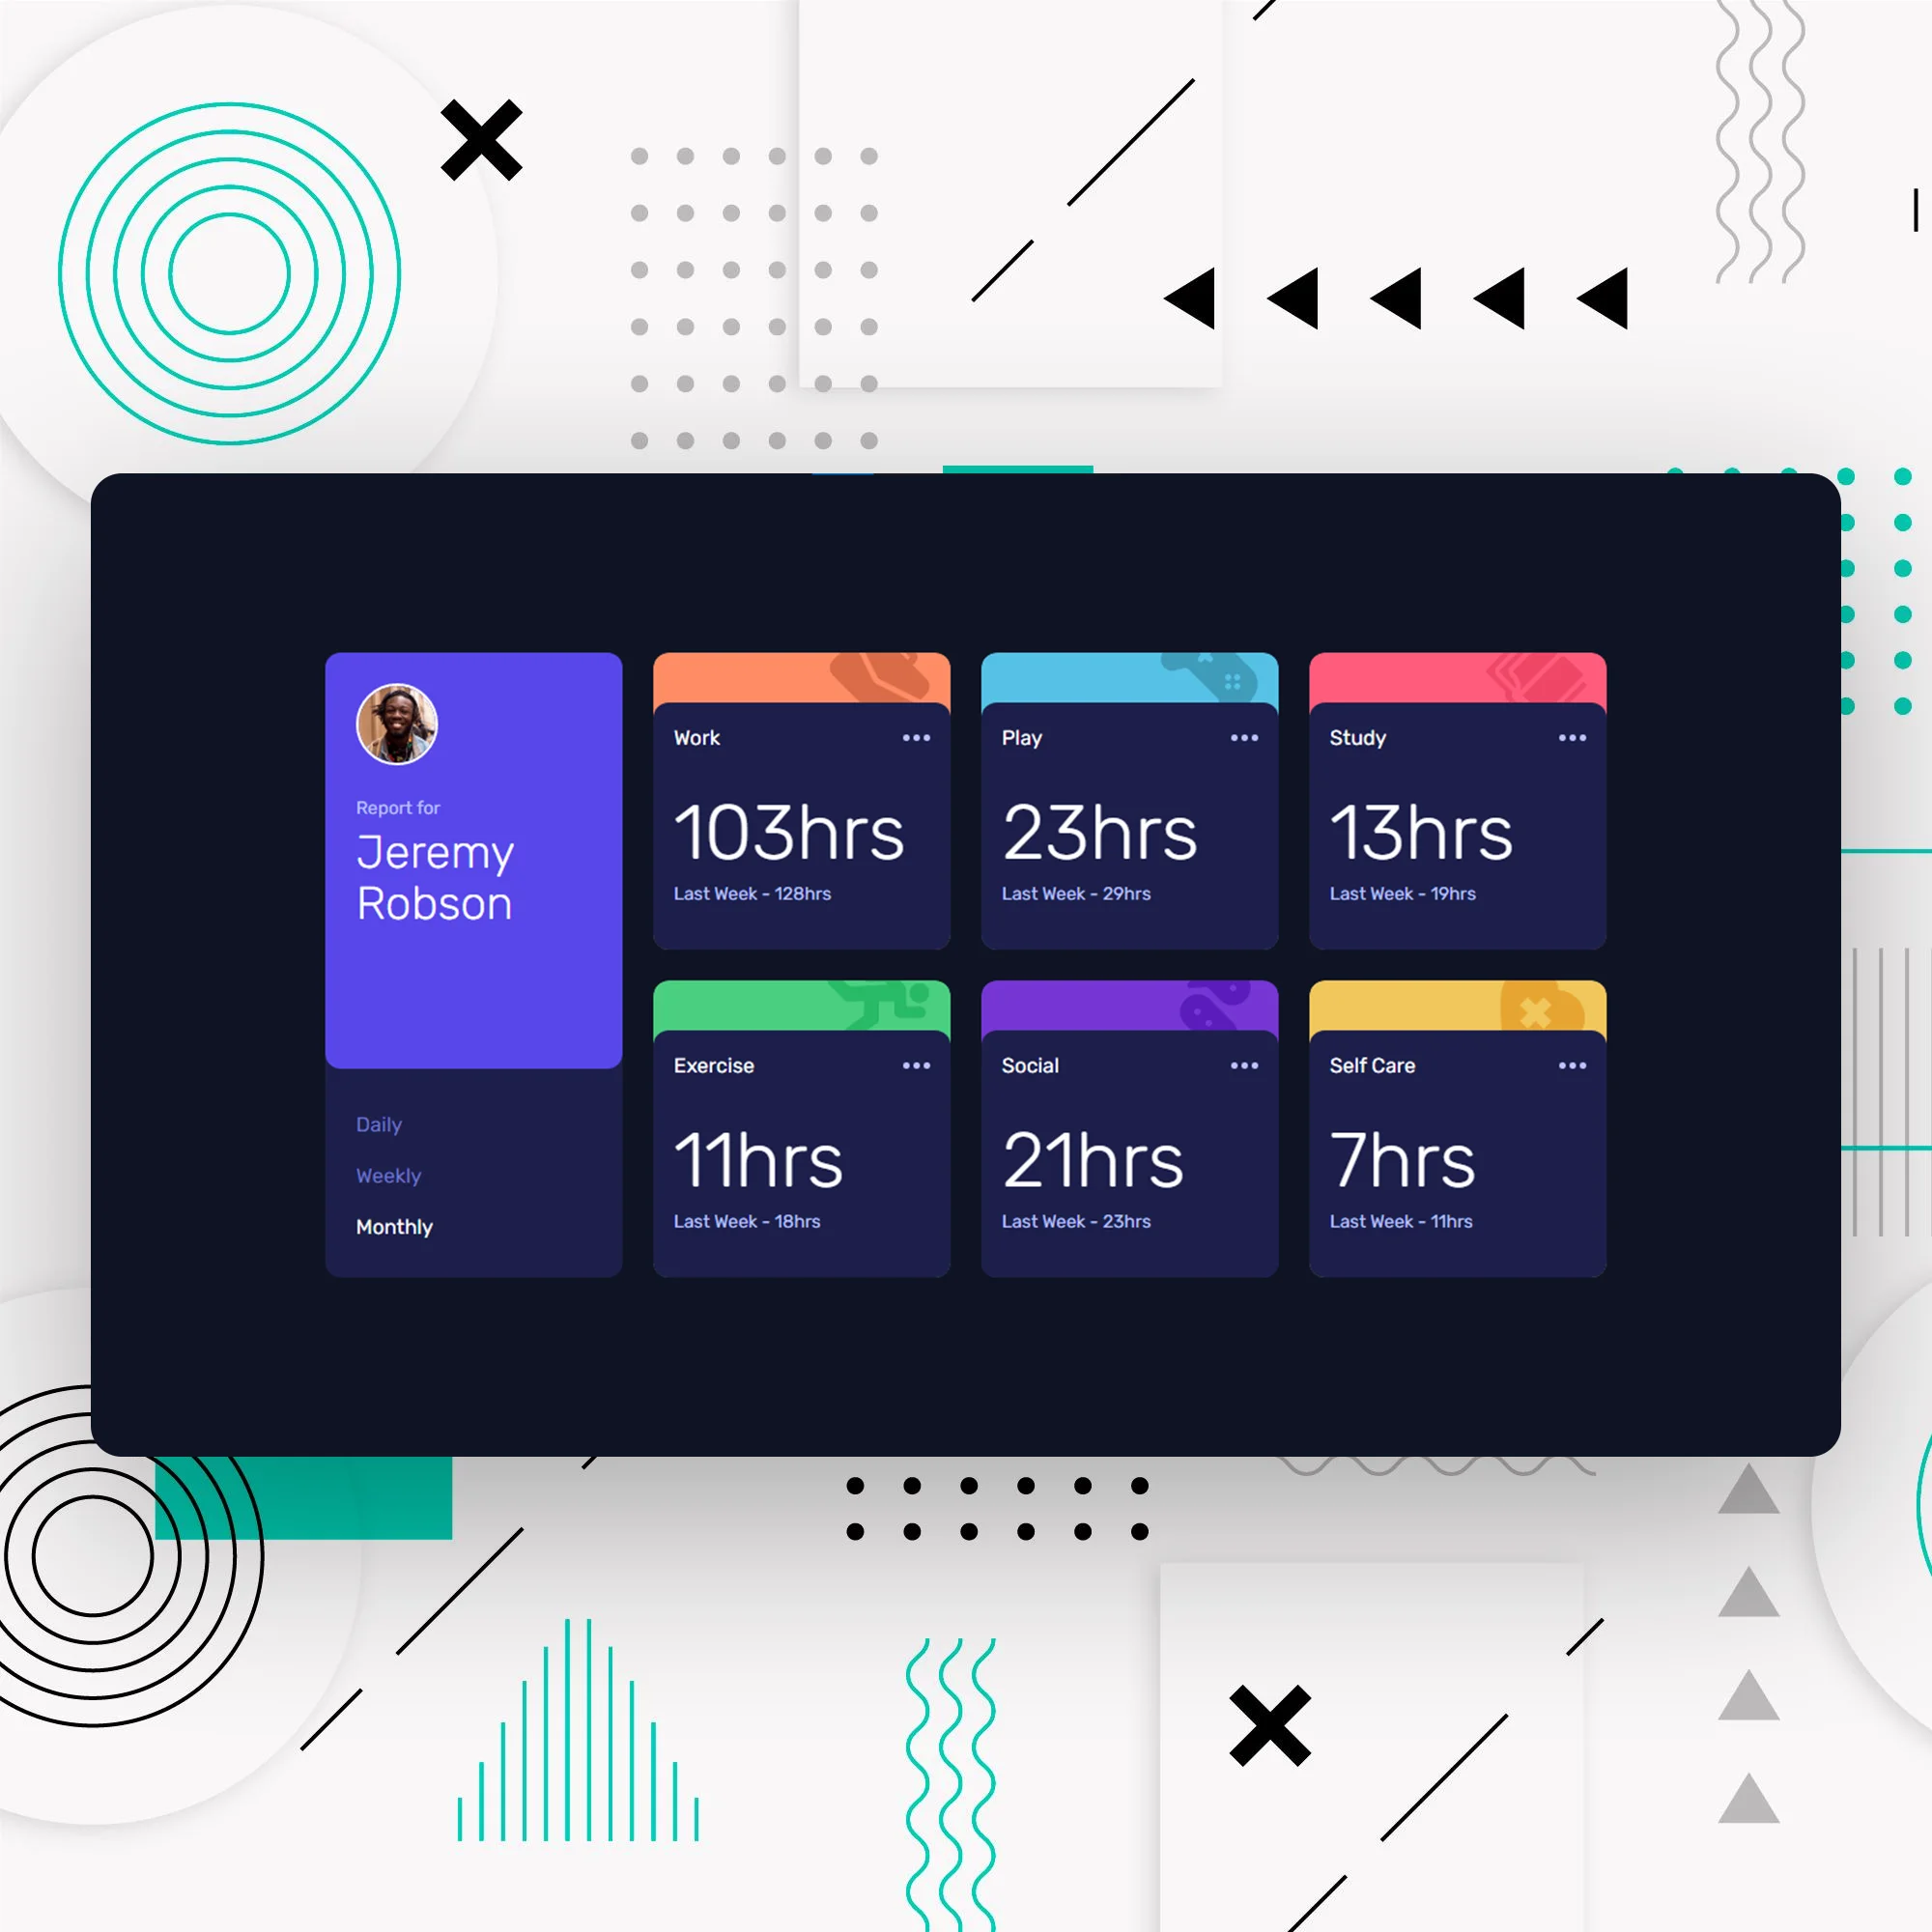 Report for
Jeremy
Robson
Daily
Weekly
Monthly
Work
103hrs
Last Week - 128hrs
Play
23hrs
Last Week - 29hrs
Study
13hrs
Last Week - 19hrs
Exercise
11hrs
Last Week - 18hrs
Social
21hrs
Last Week - 23hrs
Self Care
7hrs
Last Week - 11hrs